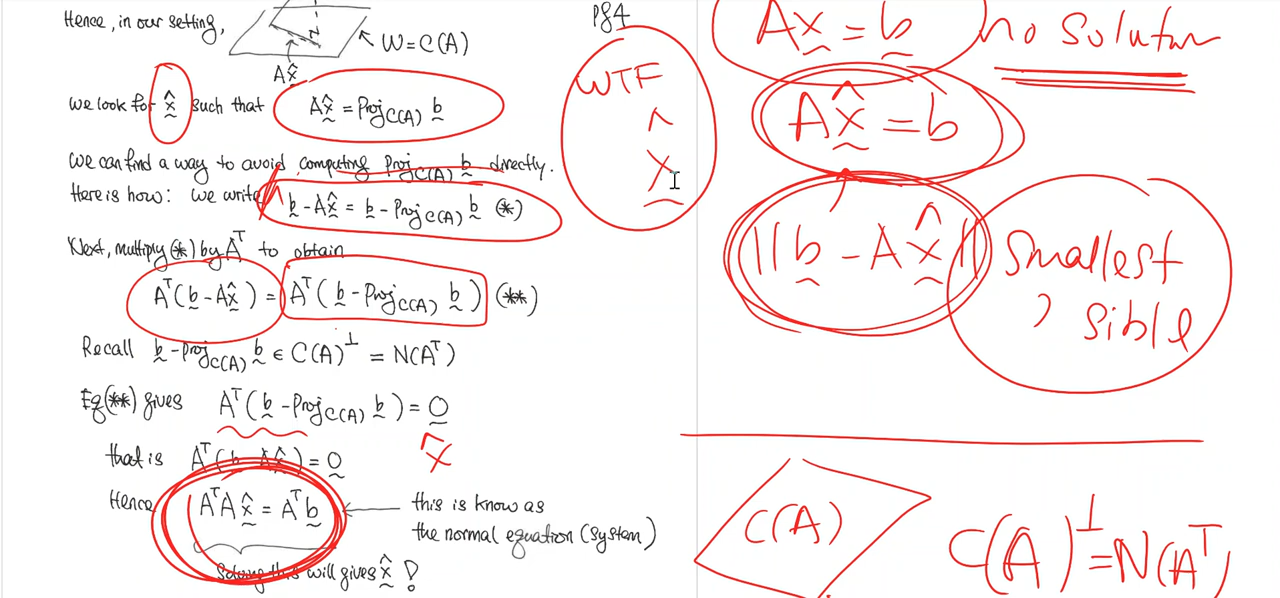 Hence, in our setting,
W=C(A)
Ax̂
We look for x̂ such that Ax̂ = Proj_C(A) b
We can find a way to avoid computing Proj_C(A) b directly.
Here is how: we write b-Ax̂ = b-Proj_C(A) b (*)
Next, multiply (*) by Aᵀ to obtain
Aᵀ(b-Ax̂) = Aᵀ(b-Proj_C(A) b) (**)
Recall b-Proj_C(A) b ∈ C(A)^⊥ = N(Aᵀ)
Eq(**) gives Aᵀ(b-Proj_C(A) b) = 0
that is Aᵀ(b-Ax̂) = 0
x̂
Hence AᵀAx̂ = Aᵀb
this is know as
the normal equation (system)
Solving this will gives x̂ !
pg4
WTF
x̂
Ax = b no solution
Ax̂ = b
||b - Ax̂|| Smallest
sible
C(A)
C(A)^⊥=N(Aᵀ)